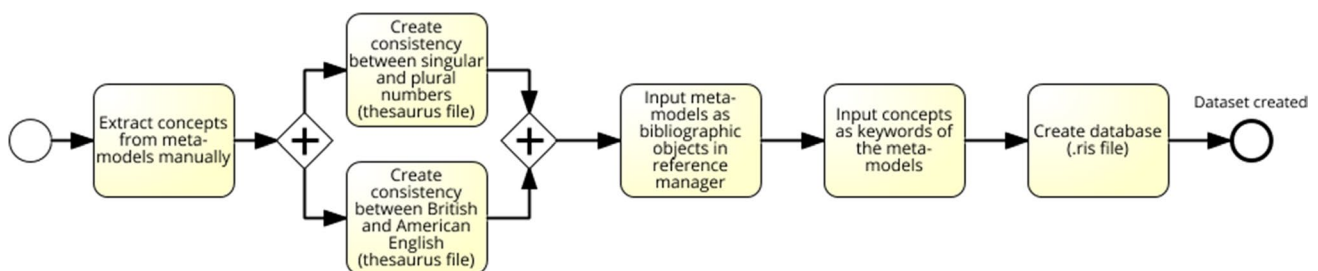 Extract concepts
from meta-
models manually
Create
consistency
between singular
and plural
numbers
(thesaurus file)
Create
consistency
between British
and American
English
(thesaurus file)
Input meta-
models as
bibliographic
objects in
reference
manager
Input concepts
as keywords of
the meta-
models
Create database
(.ris file)
Dataset created